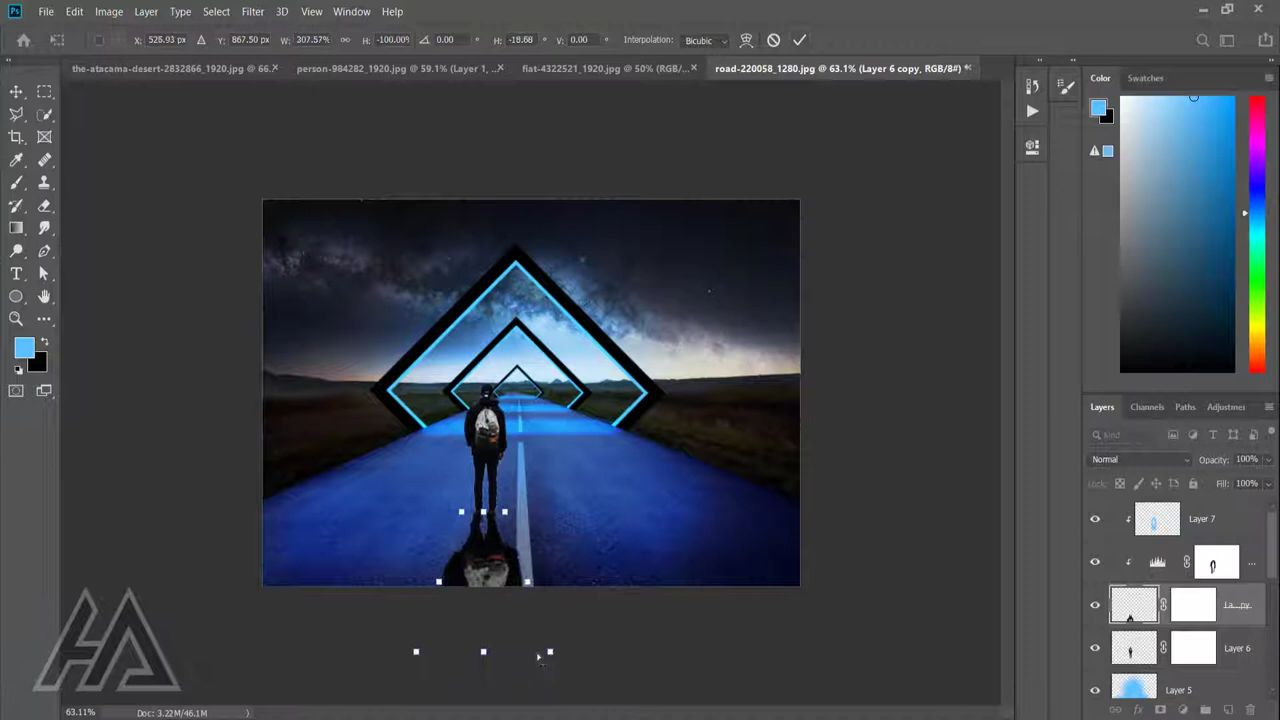 Ps File Edit Image Layer Type Select Filter 3D View Window Help
X: 525.93 px Y: 867.50 px W: 307.57% H: -100.00% 0.00 ° H: -18.68 ° V: 0.00 ° Interpolation: Bicubic
the-atacama-desert-2832866_1920.jpg @ 66. × person-984282_1920.jpg @ 59.1% (Layer 1, ... × fiat-4322521_1920.jpg @ 50% (RGB/... × road-220058_1280.jpg @ 63.1% (Layer 6 copy, RGB/8#) *
Color Swatches
Layers Channels Paths Adjustmer
Kind
Normal Opacity: 100%
Lock: Fill: 100%
Layer 7
...
La...py
Layer 6
Layer 5
HA
63.11% Doc: 3.22M/46.1M